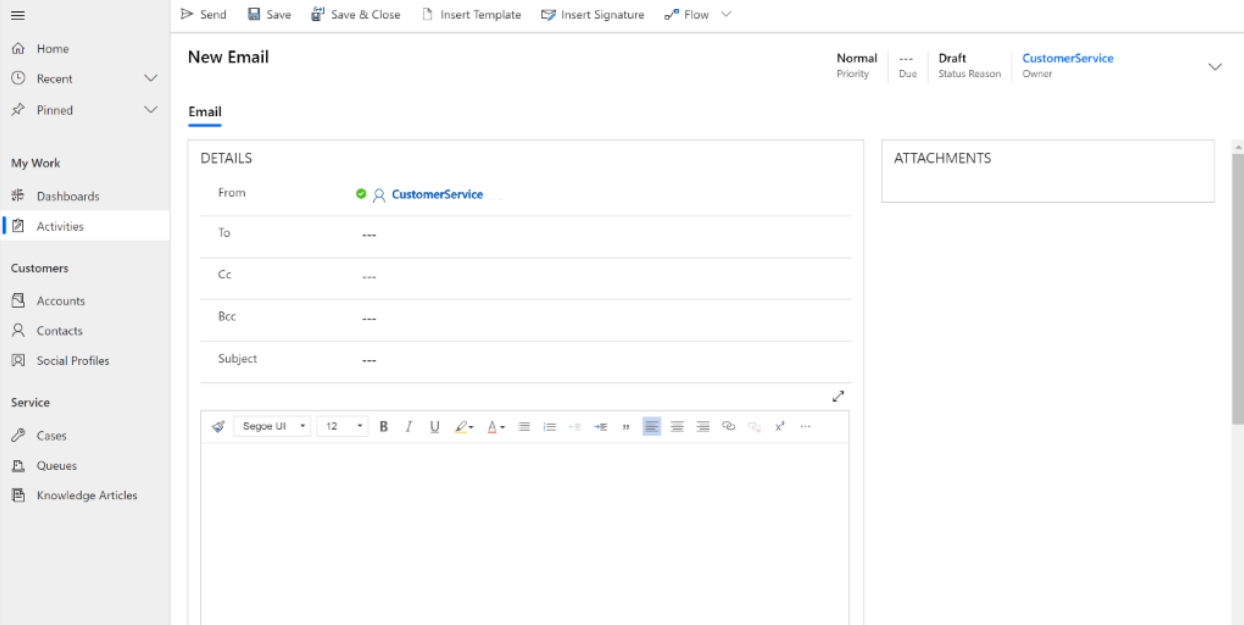 Send Save Save & Close Insert Template Insert Signature Flow
Home
Recent
Pinned
My Work
Dashboards
Activities
Customers
Accounts
Contacts
Social Profiles
Service
Cases
Queues
Knowledge Articles
New Email
Normal --- Draft CustomerService
Priority Due Status Reason Owner
Email
DETAILS
From CustomerService
To ---
Cc ---
Bcc ---
Subject ---
Segoe UI 12 B I U A " x² ...
ATTACHMENTS